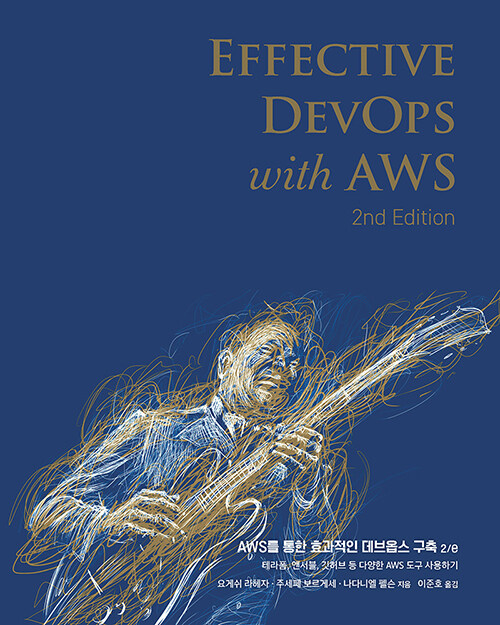 EFFECTIVE
DEVOPS
with AWS
2nd Edition
AWS를 통한 효과적인 데브옵스 구축 2/e
테라폼, 앤서블, 깃허브 등 다양한 AWS 도구 사용하기
요게쉬 라헤자 · 주세페 보르게세 · 나다니엘 펠슨 지음 이준호 옮김